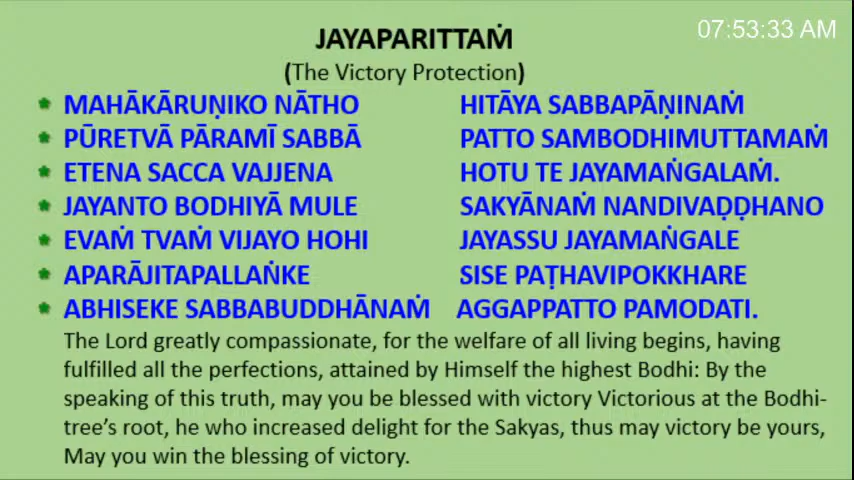 07:53:33 AM
JAYAPARITTAṀ
(The Victory Protection)
MAHĀKĀRUṆIKO NĀTHO HITĀYA SABBAPĀṆINAṀ
PŪRETVĀ PĀRAMĪ SABBĀ PATTO SAMBODHIMUTTAMAṀ
ETENA SACCA VAJJENA HOTU TE JAYAMAṄGALAṀ.
JAYANTO BODHIYĀ MULE SAKYĀNAṀ NANDIVAḌḌHANO
EVAṀ TVAṀ VIJAYO HOHI JAYASSU JAYAMAṄGALE
APARĀJITAPALLAṄKE SISE PAṬHAVIPOKKHARE
ABHISEKE SABBABUDDHĀNAṀ AGGAPPATTO PAMODATI.
The Lord greatly compassionate, for the welfare of all living begins, having
fulfilled all the perfections, attained by Himself the highest Bodhi: By the
speaking of this truth, may you be blessed with victory Victorious at the Bodhi-
tree's root, he who increased delight for the Sakyas, thus may victory be yours,
May you win the blessing of victory.